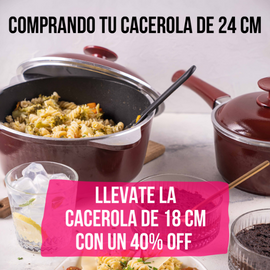 COMPRANDO TU CACEROLA DE 24 CM
LLEVATE LA
CACEROLA DE 18 CM
CON UN 40% OFF